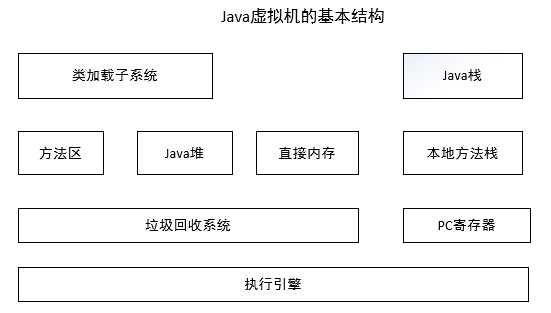 Java虚拟机的基本结构
类加载子系统
Java栈
方法区
Java堆
直接内存
本地方法栈
垃圾回收系统
PC寄存器
执行引擎